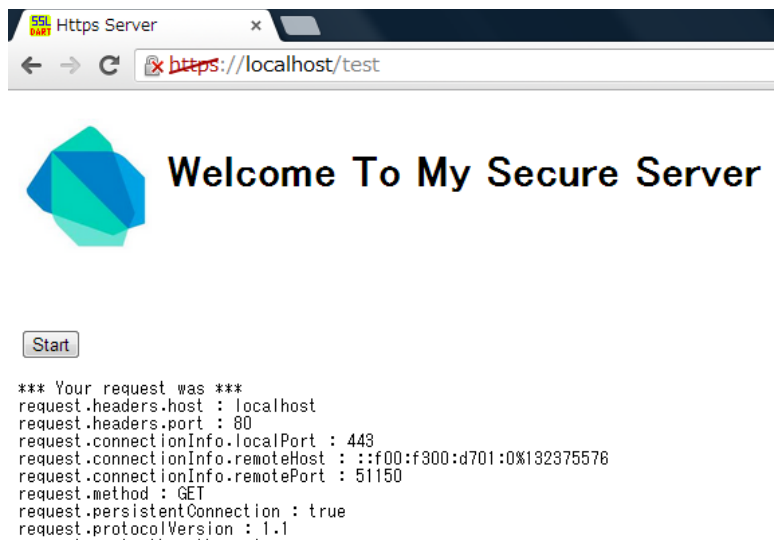 SSL DART Https Server
https://localhost/test
Welcome To My Secure Server
Start
*** Your request was ***
request.headers.host : localhost
request.headers.port : 80
request.connectionInfo.localPort : 443
request.connectionInfo.remoteHost : ::f00:f300:d701:0%132375576
request.connectionInfo.remotePort : 51150
request.method : GET
request.persistentConnection : true
request.protocolVersion : 1.1